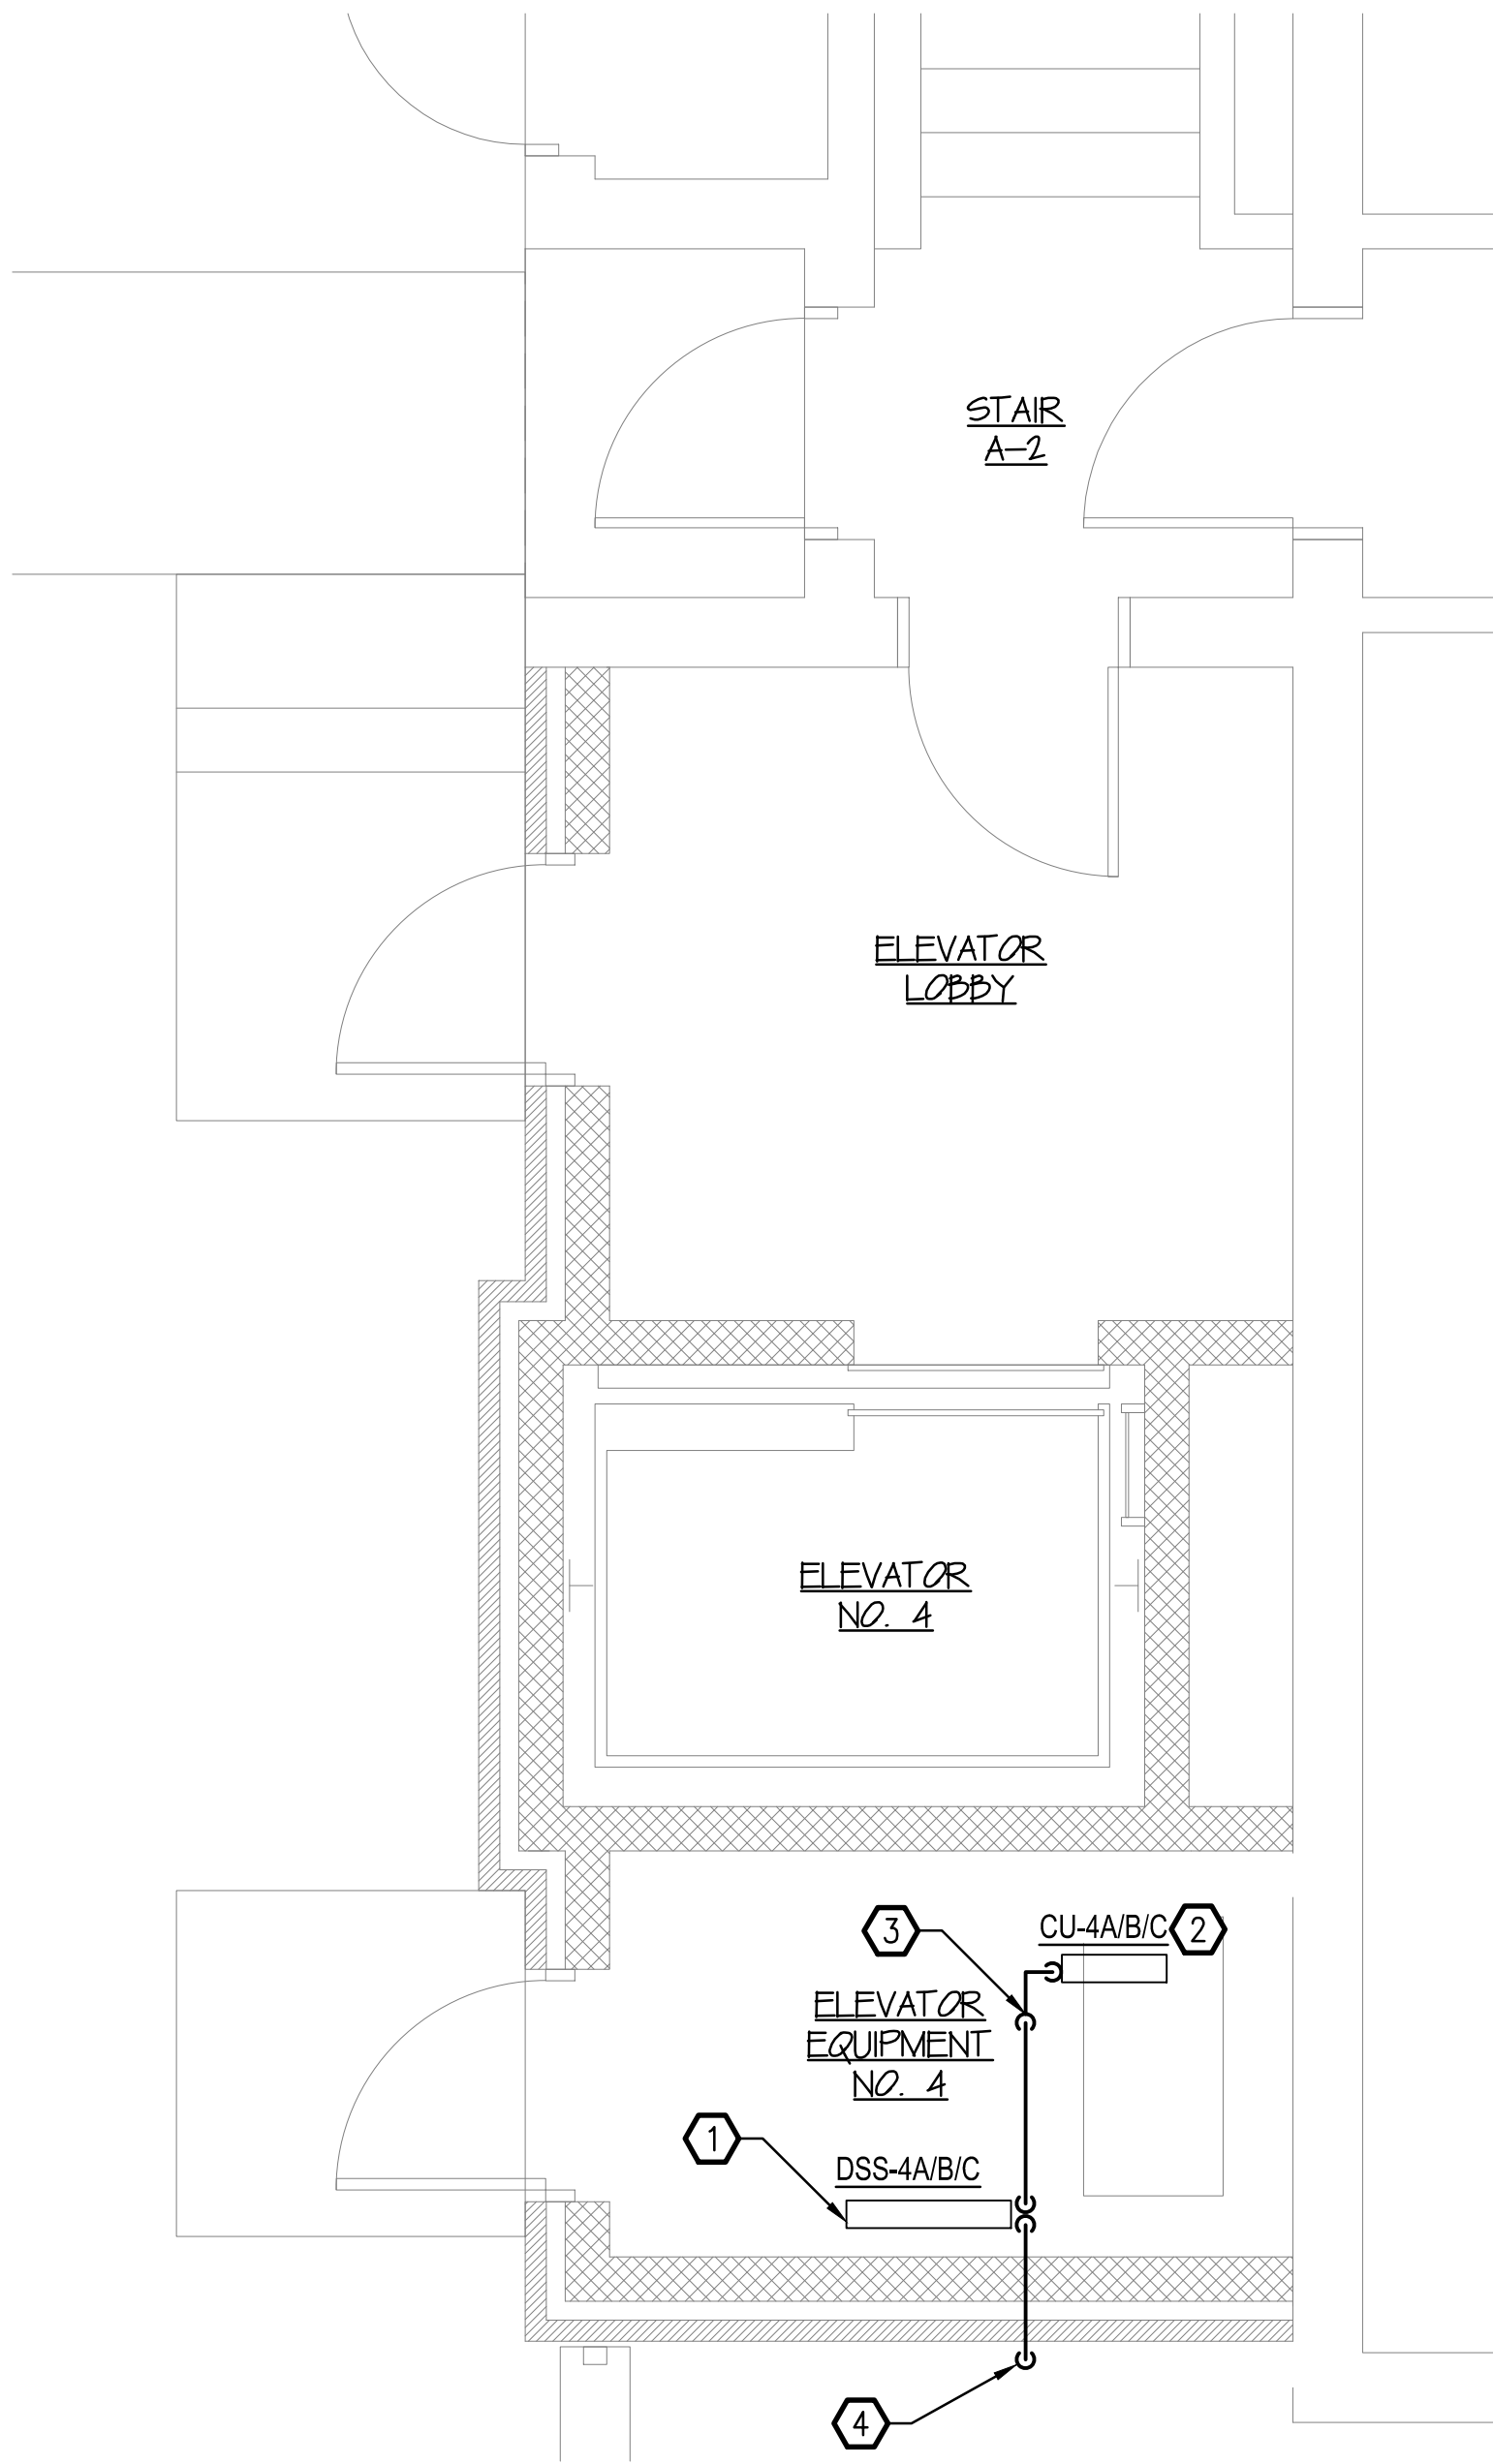 STAIR
A-2
ELEVATOR
LOBBY
ELEVATOR
NO. 4
3
CU-4A/B/C 2
ELEVATOR
EQUIPMENT
NO. 4
1
DSS-4A/B/C
4